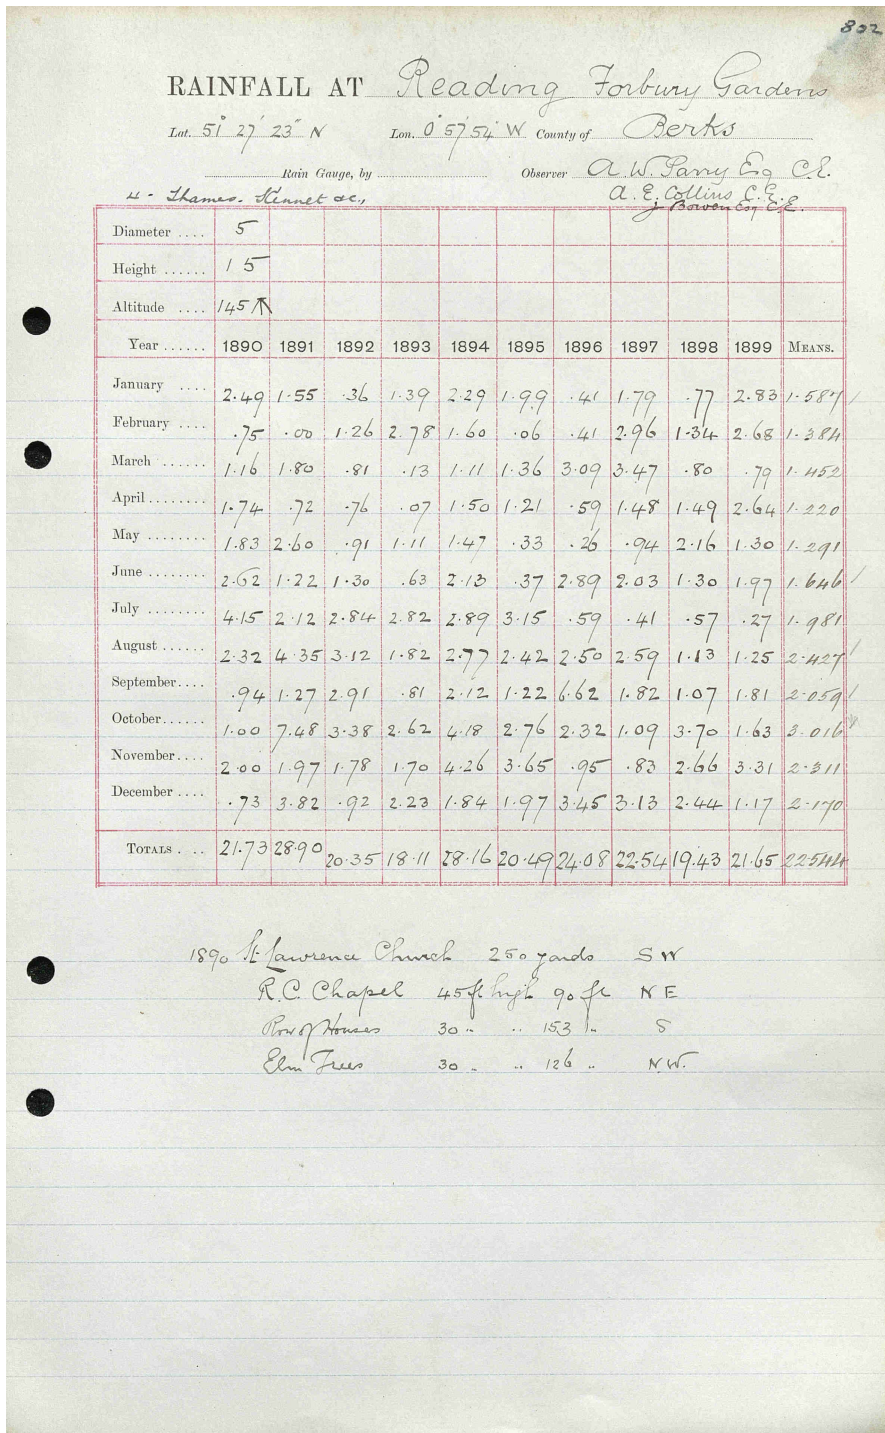 802
RAINFALL AT Reading Forbury Gardens
Lat. 51° 27' 23" N Lon. 0° 57' 54" W County of Berks
Rain Gauge, by Observer A. W. Parry Esq C.E.
4 - Thames. Kennet &c., A. E. Collins C.E.
J. Bowen Esq C.E.
Diameter .... 5
Height ...... 15
Altitude .... 145
Year ...... 1890 1891 1892 1893 1894 1895 1896 1897 1898 1899 MEANS.
January .... 2.49 1.55 .36 1.39 2.29 1.99 .41 1.79 .77 2.83 1.587
February .... .75 .00 1.26 2.78 1.60 .06 .41 2.96 1.34 2.68 1.384
March ...... 1.16 1.80 .81 .13 1.11 1.36 3.09 3.47 .80 .79 1.452
April ........ 1.74 .72 .76 .07 1.50 1.21 .59 1.48 1.49 2.64 1.220
May ........ 1.83 2.60 .91 1.11 1.47 .33 .26 .94 2.16 1.30 1.291
June ........ 2.62 1.22 1.30 .63 2.13 .37 2.89 2.03 1.30 1.97 1.646
July ........ 4.15 2.12 2.84 2.82 2.89 3.15 .59 .41 .57 .27 1.981
August ...... 2.32 4.35 3.12 1.82 2.77 2.42 2.50 2.59 1.13 1.25 2.427
September.... .94 1.27 2.91 .81 2.12 1.22 6.62 1.82 1.07 1.81 2.059
October...... 1.00 7.48 3.38 2.62 4.18 2.76 2.32 1.09 3.70 1.63 3.016
November.... 2.00 1.97 1.78 1.70 4.26 3.65 .95 .83 2.66 3.31 2.311
December .... .73 3.82 .92 2.23 1.84 1.97 3.45 3.13 2.44 1.17 2.170
TOTALS . .. 21.73 28.90 20.35 18.11 28.16 20.49 24.08 22.54 19.43 21.65 22.544
1890 St Lawrence Church 250 yards SW
R.C. Chapel 45 ft high 90 ft NE
Row of Houses 30 " " 153 " S
Elm Trees 30 " " 126 " N.W.